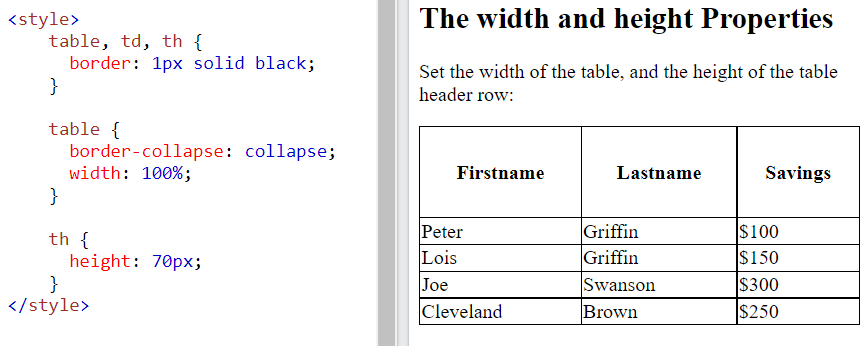 <style>
table, td, th {
border: 1px solid black;
}
table {
border-collapse: collapse;
width: 100%;
}
th {
height: 70px;
}
</style>
The width and height Properties
Set the width of the table, and the height of the table
header row:
Firstname Lastname Savings
Peter Griffin $100
Lois Griffin $150
Joe Swanson $300
Cleveland Brown $250